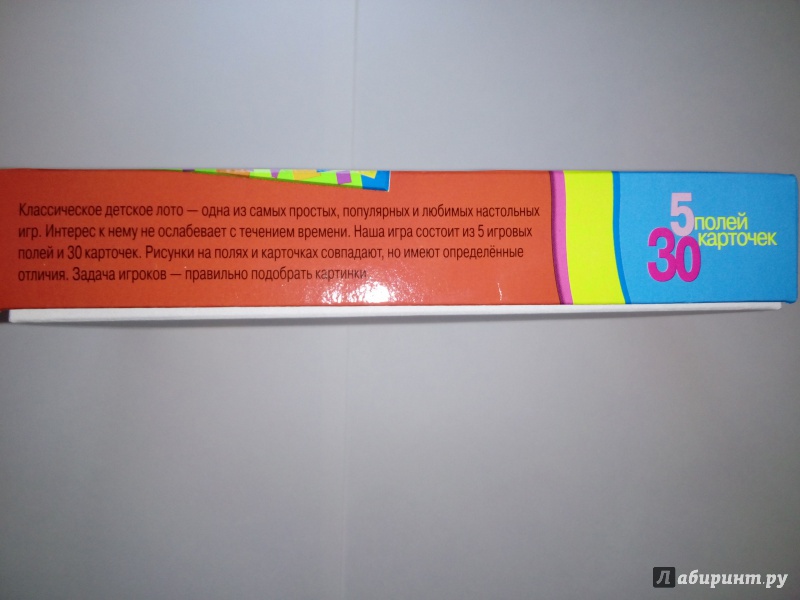 Классическое детское лото — одна из самых простых, популярных и любимых настольных
игр. Интерес к нему не ослабевает с течением времени. Наша игра состоит из 5 игровых
полей и 30 карточек. Рисунки на полях и карточках совпадают, но имеют определённые
отличия. Задача игроков — правильно подобрать картинки.
5 полей
30 карточек
Лабиринт.ру